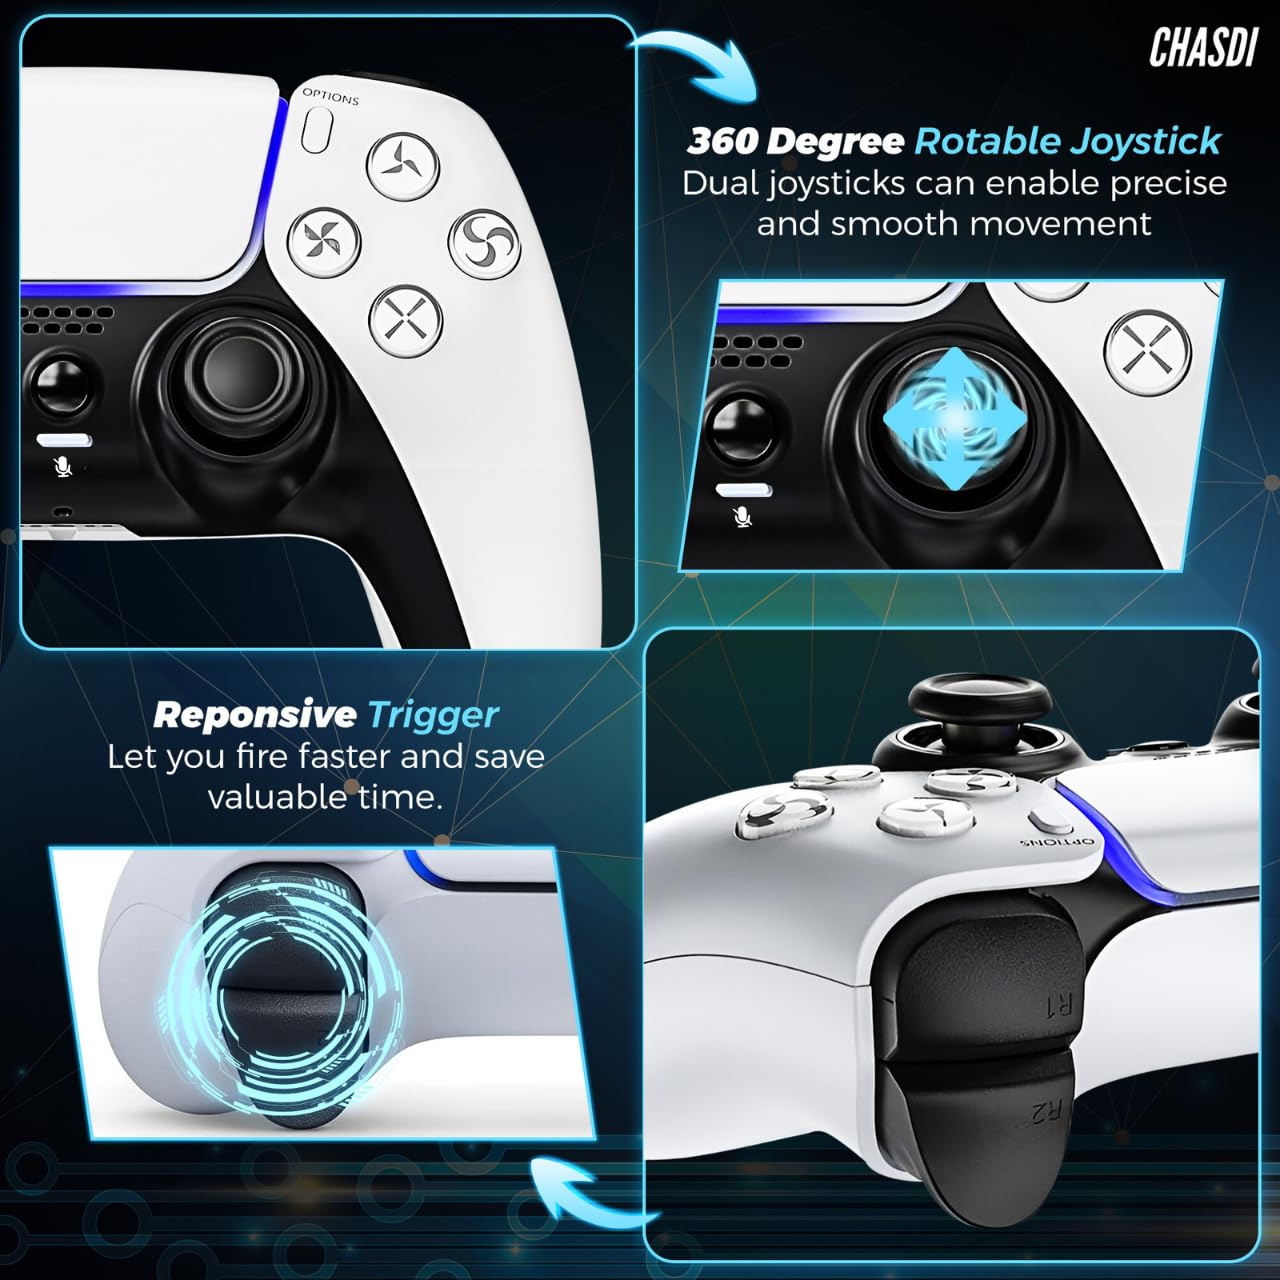 CHASDI
OPTIONS
360 Degree Rotable Joystick
Dual joysticks can enable precise
and smooth movement
Reponsive Trigger
Let you fire faster and save
valuable time.
OPTIONS
R1
R2